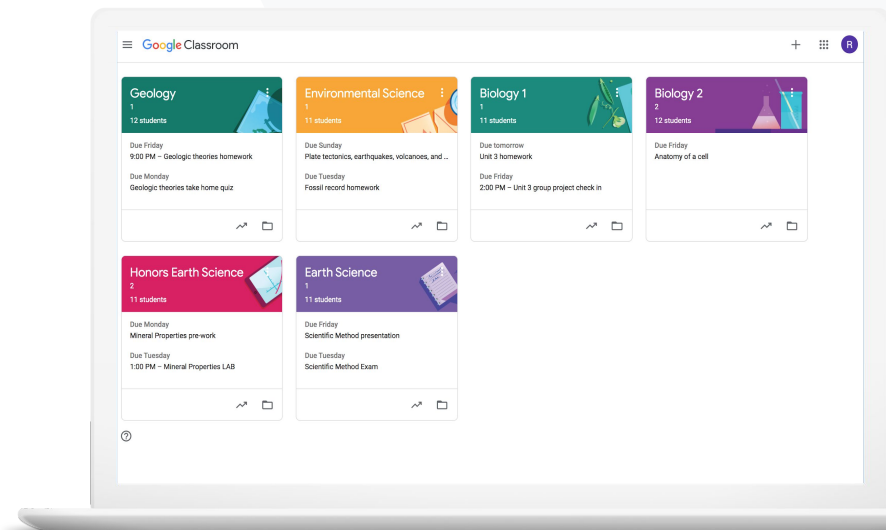 Google Classroom
R
Geology
1
12 students
Due Friday
9:00 PM – Geologic theories homework
Due Monday
Geologic theories take home quiz
Environmental Science
1
11 students
Due Sunday
Plate tectonics, earthquakes, volcanoes, and ...
Due Tuesday
Fossil record homework
Biology 1
1
11 students
Due tomorrow
Unit 3 homework
Due Friday
2:00 PM – Unit 3 group project check in
Biology 2
2
12 students
Due Friday
Anatomy of a cell
Honors Earth Science
2
11 students
Due Monday
Mineral Properties pre-work
Due Tuesday
1:00 PM – Mineral Properties LAB
Earth Science
1
11 students
Due Friday
Scientific Method presentation
Due Tuesday
Scientific Method Exam